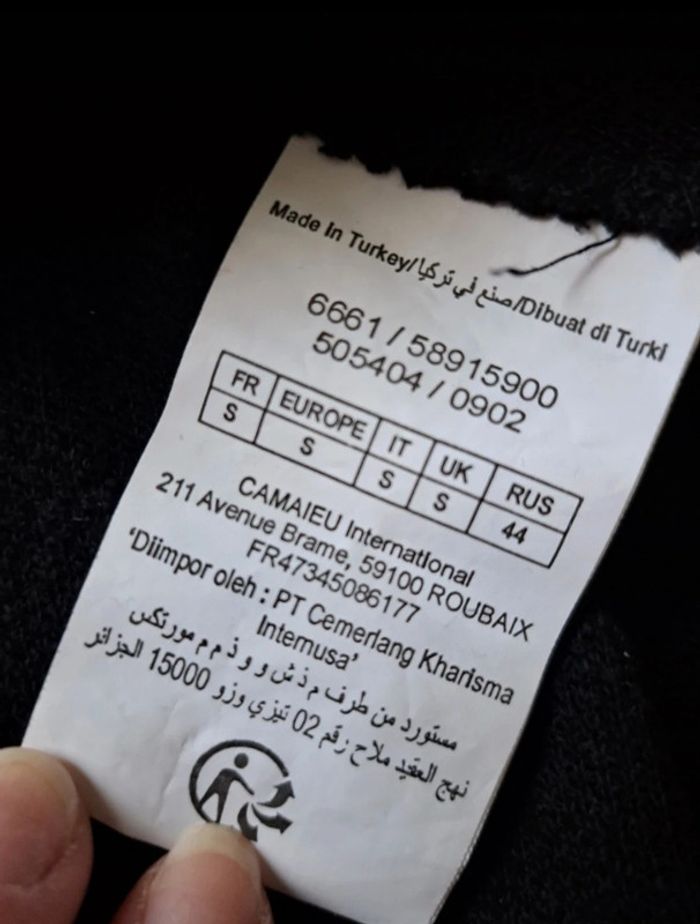 Made In Turkey/صنع في تركيا/Dibuat di Turki
6661 / 58915900
505404 / 0902
FR EUROPE IT UK RUS
S S S S 44
CAMAIEU International
211 Avenue Brame, 59100 ROUBAIX
FR47345086177
'Diimpor oleh : PT Cemerlang Kharisma
Internusa'
مستورد من طرف م ذ ش و و ذ م م مورتكس
نهج العقيد ملاح رقم 02 تيزي وزو 15000 الجزائر